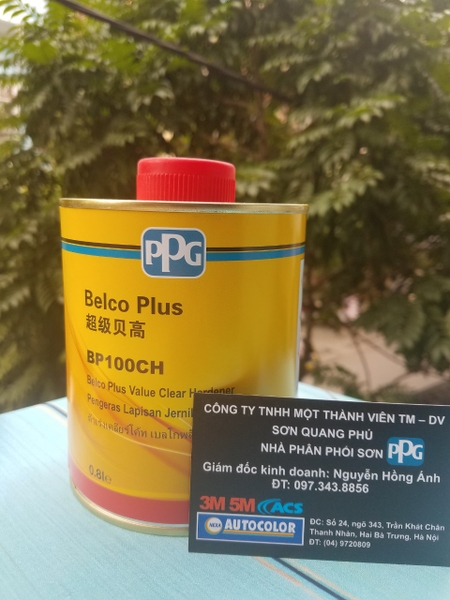 PPG
Belco Plus
超级贝高
BP100CH
Belco Plus Value Clear Hardener
Pengeras Lapisan Jernil
0.8l℮
CÔNG TY TNHH MỘT THÀNH VIÊN TM – DV
SƠN QUANG PHỦ
NHÀ PHÂN PHỐI SƠN PPG
Giám đốc kinh doanh: Nguyễn Hồng Ánh
ĐT: 097.343.8856
3M 5M ACS
NEXA AUTOCOLOR
ĐC: Số 24, ngõ 343, Trần Khát Chân
Thanh Nhàn, Hai Bà Trưng, Hà Nội
ĐT: (04) 9720809